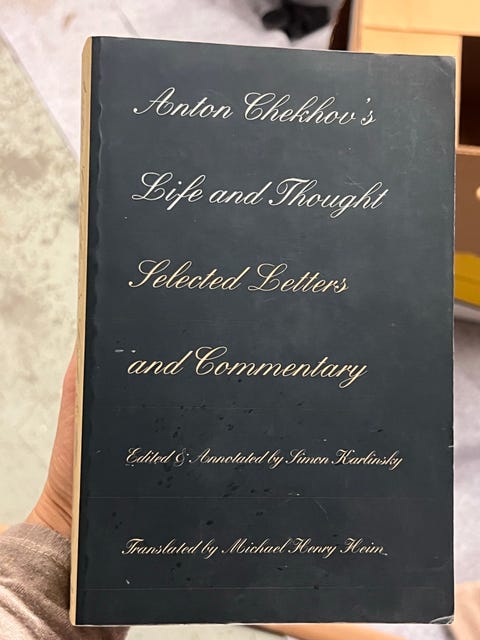 Anton Chekhov's
Life and Thought
Selected Letters
and Commentary
Edited & Annotated by Simon Karlinsky
Translated by Michael Henry Heim